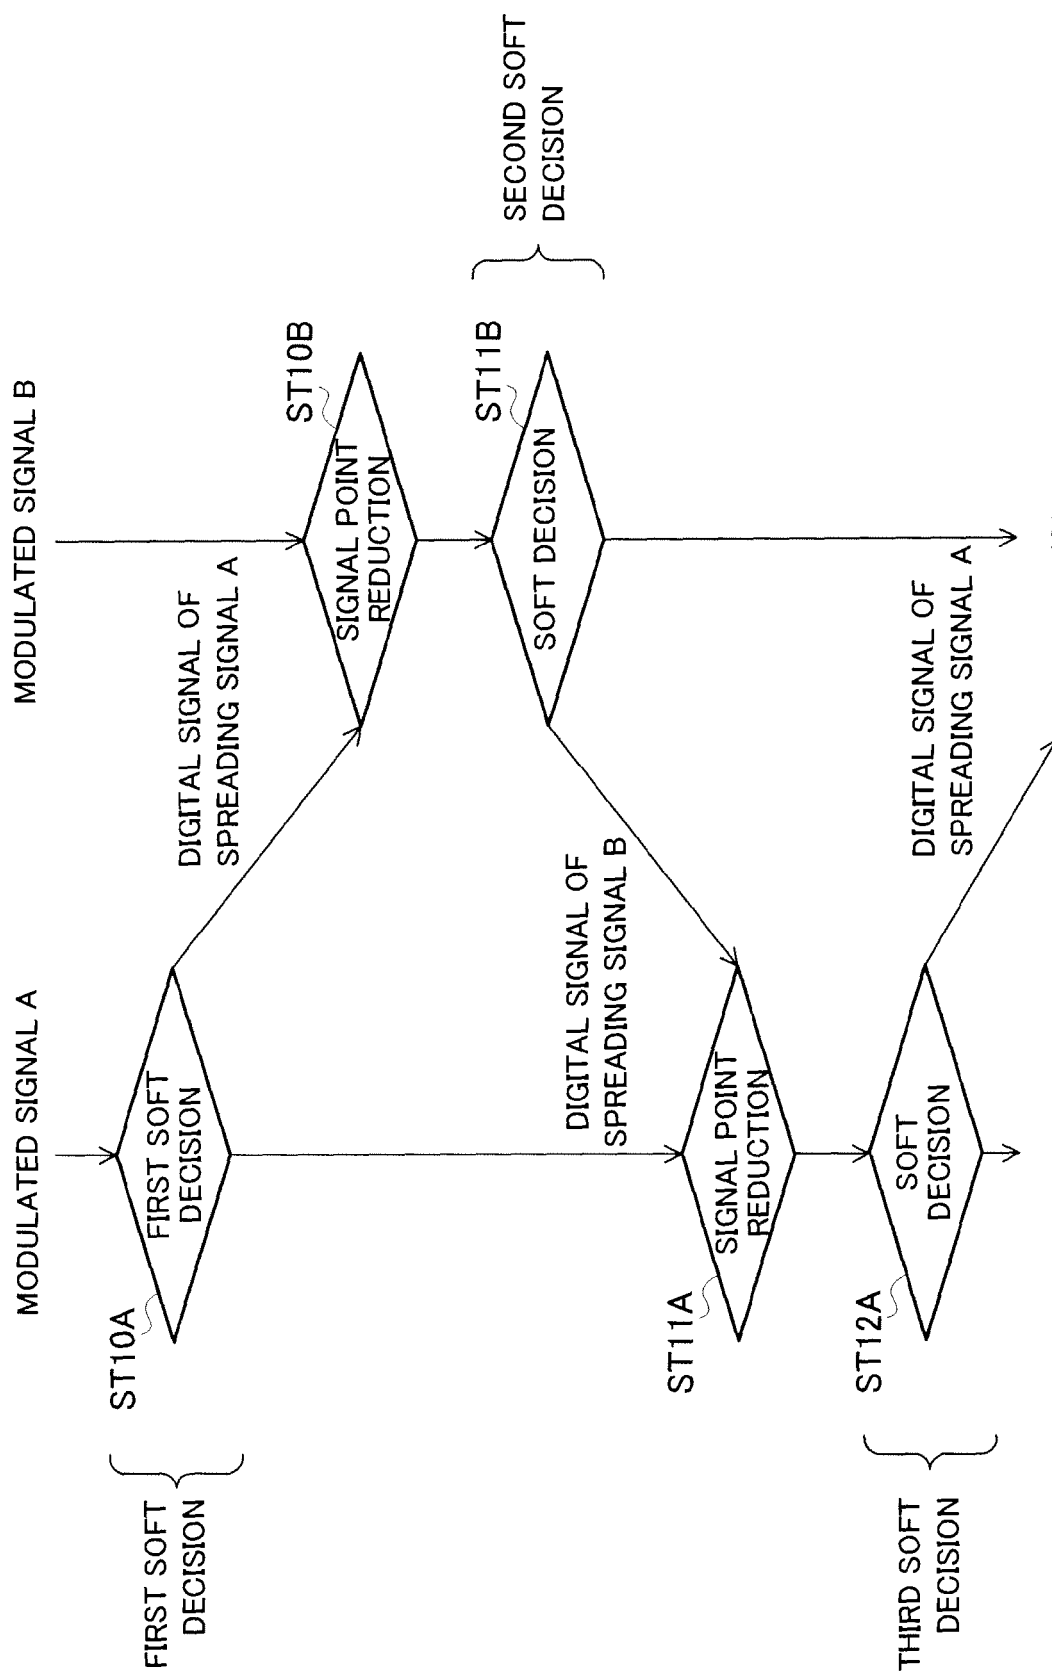 MODULATED SIGNAL A
MODULATED SIGNAL B
FIRST SOFT
DECISION
ST10A
FIRST SOFT
DECISION
DIGITAL SIGNAL OF
SPREADING SIGNAL A
ST10B
SIGNAL POINT
REDUCTION
ST11B
SOFT DECISION
SECOND SOFT
DECISION
DIGITAL SIGNAL OF
SPREADING SIGNAL B
ST11A
SIGNAL POINT
REDUCTION
THIRD SOFT
DECISION
ST12A
SOFT
DECISION
DIGITAL SIGNAL OF
SPREADING SIGNAL A